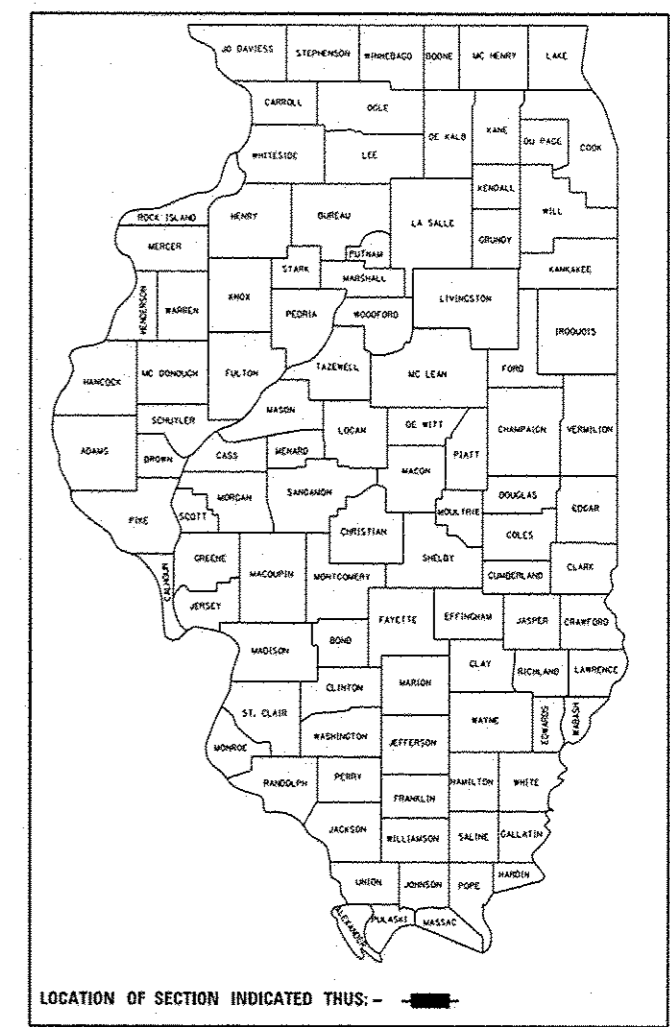 JO DAVIESS STEPHENSON WINNEBAGO BOONE MC HENRY LAKE
CARROLL OGLE DE KALB KANE DU PAGE COOK
WHITESIDE LEE KENDALL WILL
ROCK ISLAND HENRY BUREAU LA SALLE GRUNDY
MERCER PUTNAM KANKAKEE
STARK MARSHALL
HENDERSON WARREN KNOX PEORIA WOODFORD LIVINGSTON IROQUOIS
HANCOCK MC DONOUGH FULTON TAZEWELL MC LEAN FORD
MASON
SCHUYLER LOGAN DE WITT CHAMPAIGN VERMILION
ADAMS BROWN CASS MENARD MACON PIATT
PIKE SCOTT MORGAN SANGAMON CHRISTIAN MOULTRIE DOUGLAS EDGAR
COLES
CALHOUN GREENE MACOUPIN MONTGOMERY SHELBY CUMBERLAND CLARK
JERSEY
FAYETTE EFFINGHAM JASPER CRAWFORD
MADISON BOND
CLAY RICHLAND LAWRENCE
CLINTON MARION
ST. CLAIR WAYNE EDWARDS WABASH
WASHINGTON JEFFERSON
MONROE
RANDOLPH PERRY HAMILTON WHITE
FRANKLIN
JACKSON WILLIAMSON SALINE GALLATIN
UNION JOHNSON POPE HARDIN
ALEXANDER PULASKI MASSAC
LOCATION OF SECTION INDICATED THUS: -